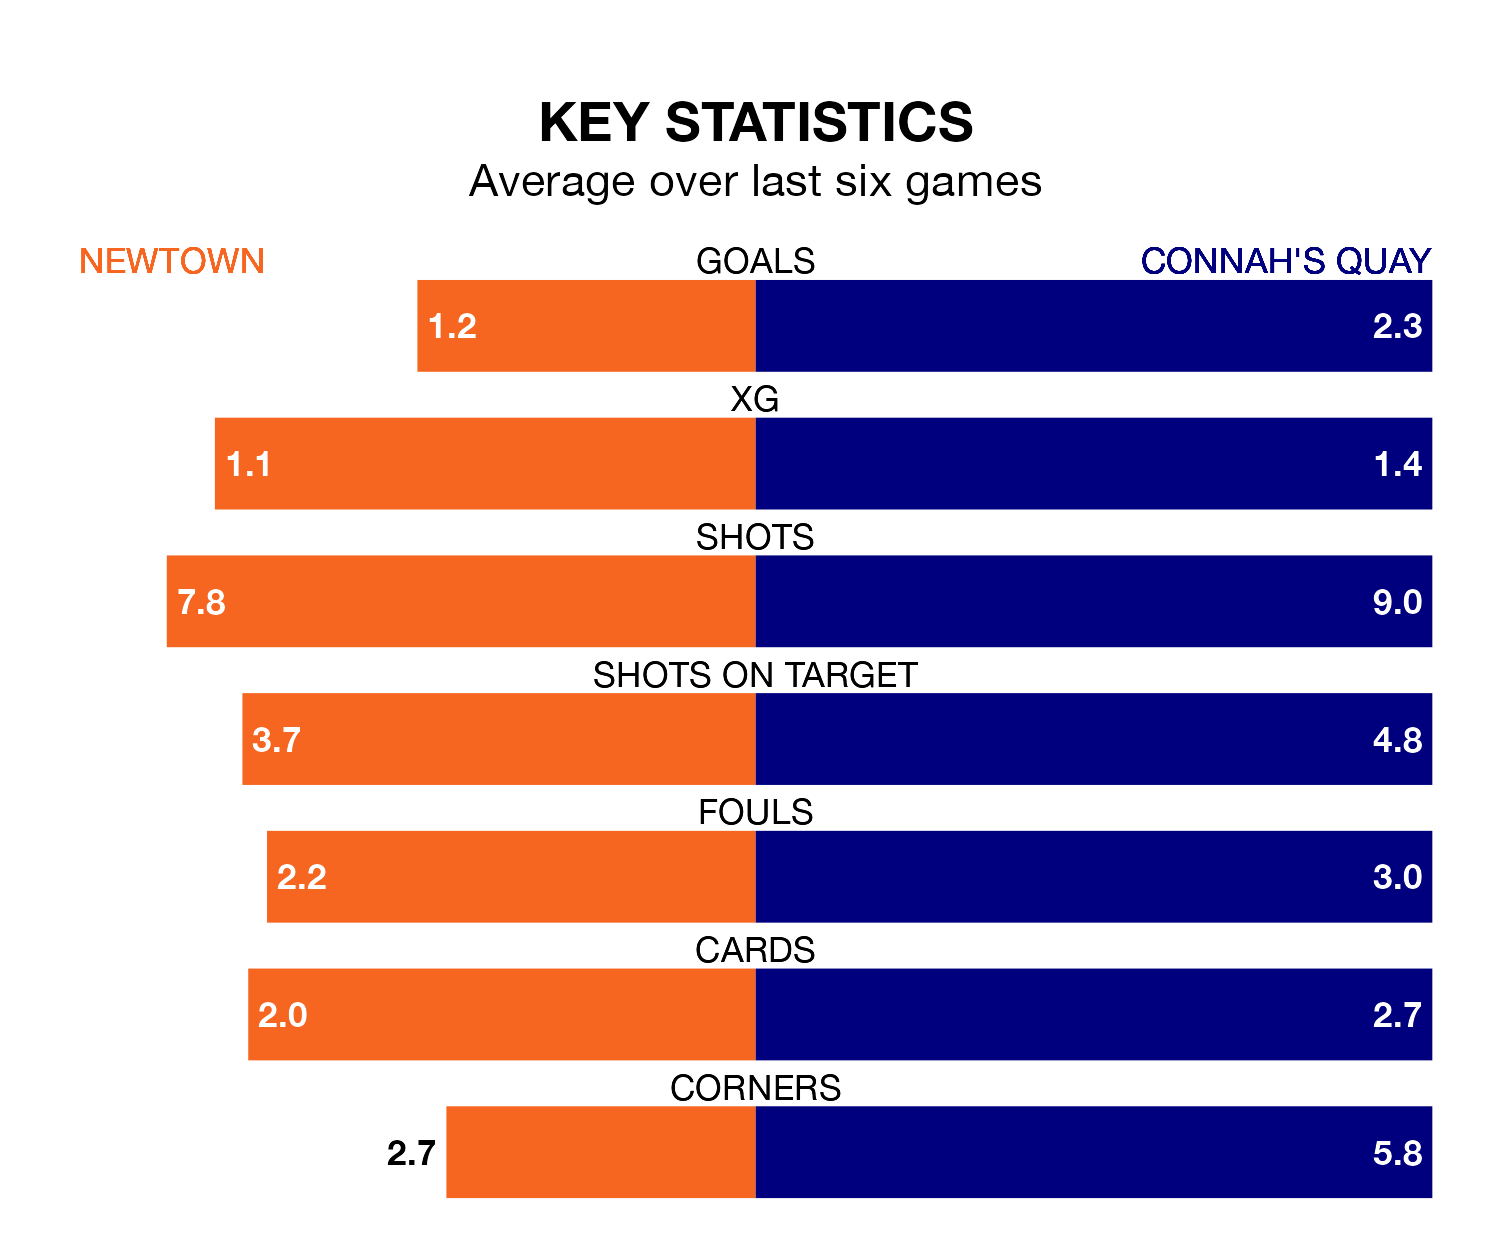 KEY STATISTICS
Average over last six games
NEWTOWN GOALS CONNAH'S QUAY
1.2 2.3
XG
1.1 1.4
SHOTS
7.8 9.0
SHOTS ON TARGET
3.7 4.8
FOULS
2.2 3.0
CARDS
2.0 2.7
CORNERS
2.7 5.8